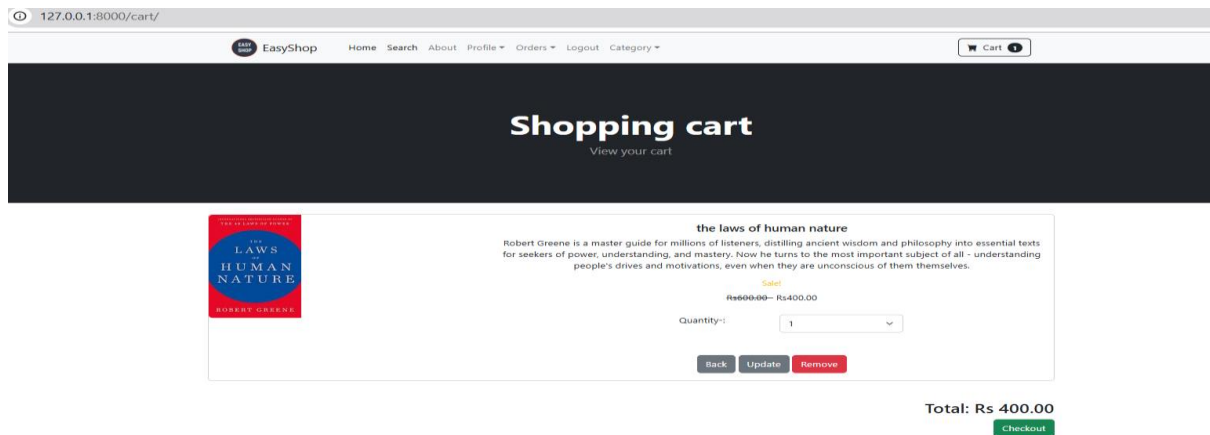 127.0.0.1:8000/cart/
EASY SHOP EasyShop Home Search About Profile Orders Logout Category Cart 1
Shopping cart
View your cart
THE 48 LAWS OF POWER
THE
LAWS
OF
HUMAN
NATURE
ROBERT GREENE
the laws of human nature
Robert Greene is a master guide for millions of listeners, distilling ancient wisdom and philosophy into essential texts
for seekers of power, understanding, and mastery. Now he turns to the most important subject of all - understanding
people's drives and motivations, even when they are unconscious of them themselves.
Sale!
Rs600.00 Rs400.00
Quantity-: 1
Back Update Remove
Total: Rs 400.00
Checkout